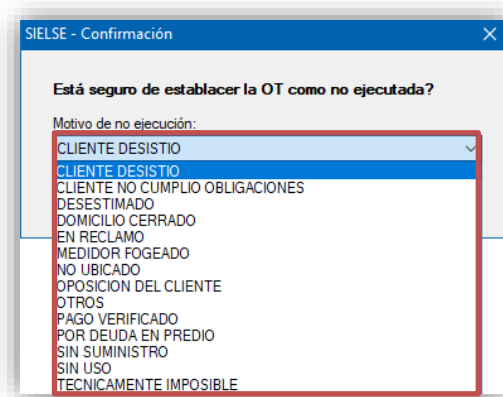 SIELSE - Confirmación
Está seguro de establacer la OT como no ejecutada?
Motivo de no ejecución:
CLIENTE DESISTIO
CLIENTE DESISTIO
CLIENTE NO CUMPLIO OBLIGACIONES
DESESTIMADO
DOMICILIO CERRADO
EN RECLAMO
MEDIDOR FOGEADO
NO UBICADO
OPOSICION DEL CLIENTE
OTROS
PAGO VERIFICADO
POR DEUDA EN PREDIO
SIN SUMINISTRO
SIN USO
TECNICAMENTE IMPOSIBLE